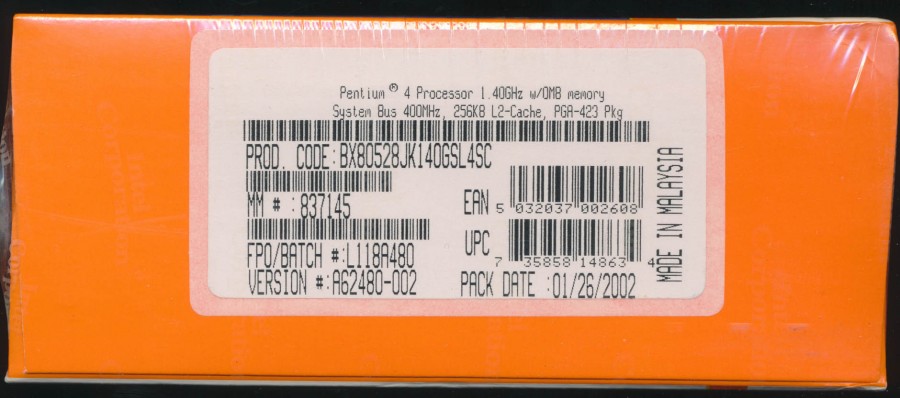 Pentium ® 4 Processor 1.40GHz w/0MB memory
System Bus 400MHz, 256KB L2-Cache, PGA-423 Pkg
PROD. CODE:BX80528JK140GSL4SC
MM # : 837145
EAN 5 032037 002608
FPO/BATCH #:L118A480
UPC 7 35858 14863 4
VERSION #:A62480-002
PACK DATE :01/26/2002
MADE IN MALAYSIA